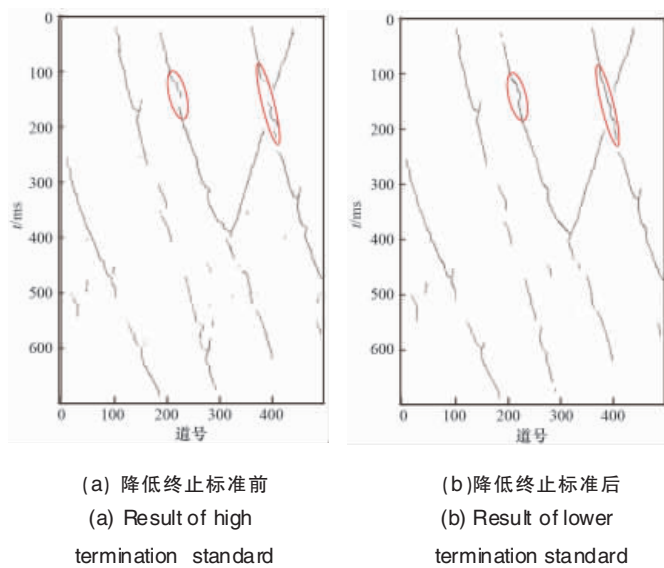 0
100
200
300
400
500
600
t/ms
0
100
200
300
400
道号
0
100
200
300
400
500
600
t/ms
0
100
200
300
400
道号
(a) 降低终止标准前
(a) Result of high
termination standard
(b)降低终止标准后
(b) Result of lower
termination standard